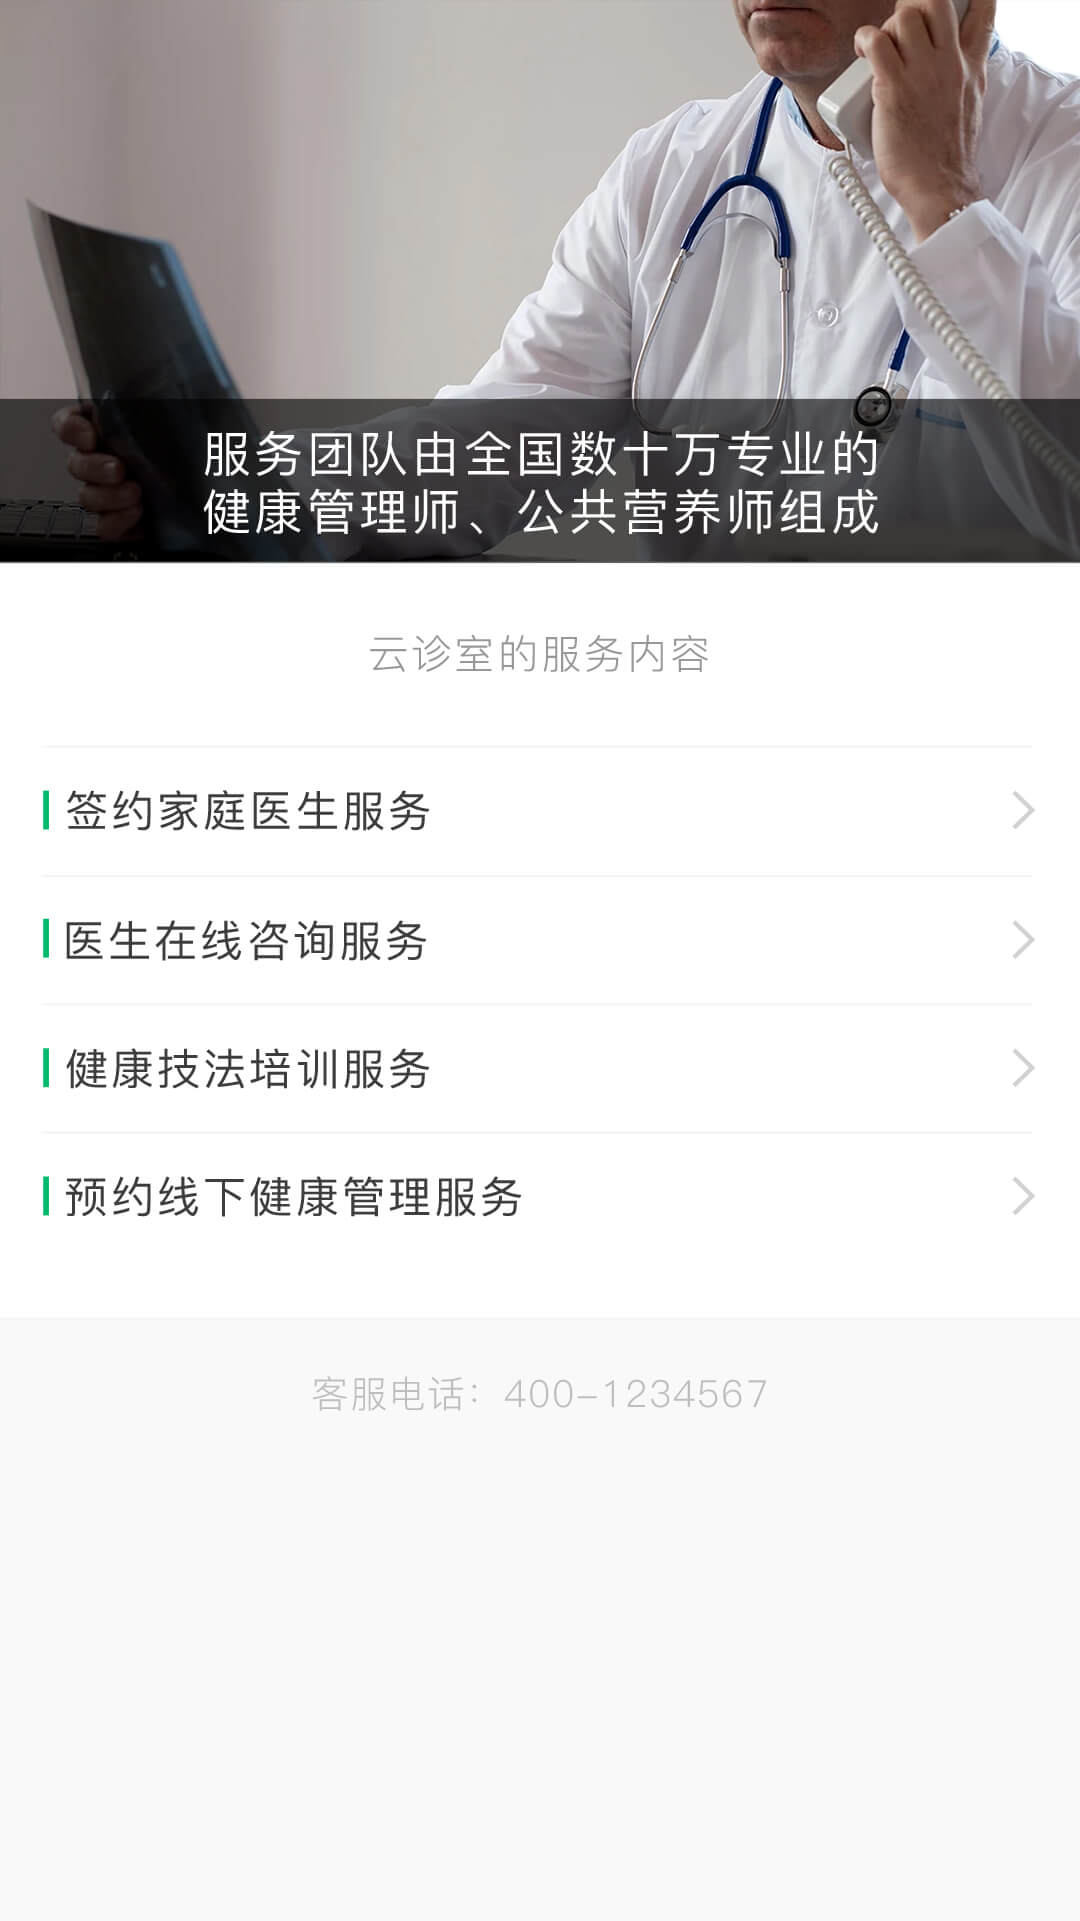 服务团队由全国数十万专业的
健康管理师、公共营养师组成
云诊室的服务内容
签约家庭医生服务
医生在线咨询服务
健康技法培训服务
预约线下健康管理服务
客服电话：400-1234567